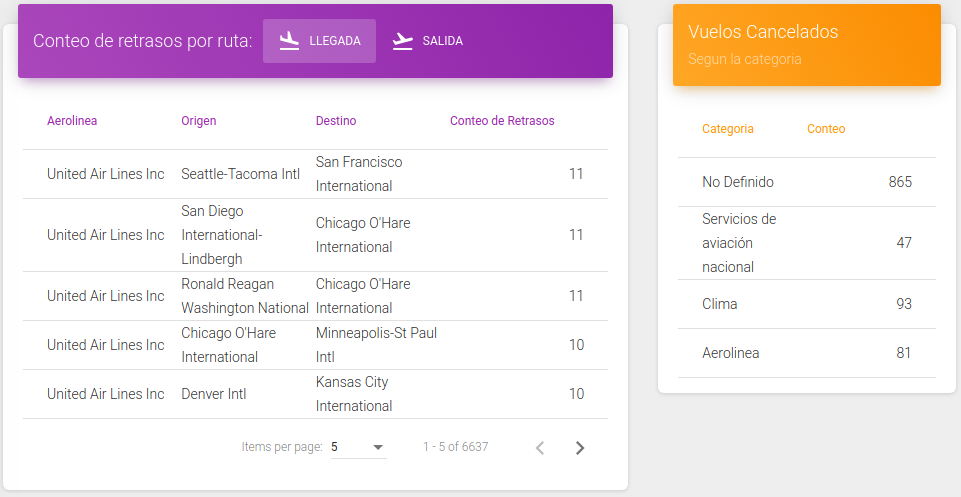 Conteo de retrasos por ruta: LLEGADA SALIDA
Aerolinea Origen Destino Conteo de Retrasos
United Air Lines Inc Seattle-Tacoma Intl San Francisco International 11
United Air Lines Inc San Diego International-Lindbergh Chicago O'Hare International 11
United Air Lines Inc Ronald Reagan Washington National Chicago O'Hare International 11
United Air Lines Inc Chicago O'Hare International Minneapolis-St Paul Intl 10
United Air Lines Inc Denver Intl Kansas City International 10
Items per page: 5 1 - 5 of 6637
Vuelos Cancelados
Segun la categoria
Categoria Conteo
No Definido 865
Servicios de aviación nacional 47
Clima 93
Aerolinea 81